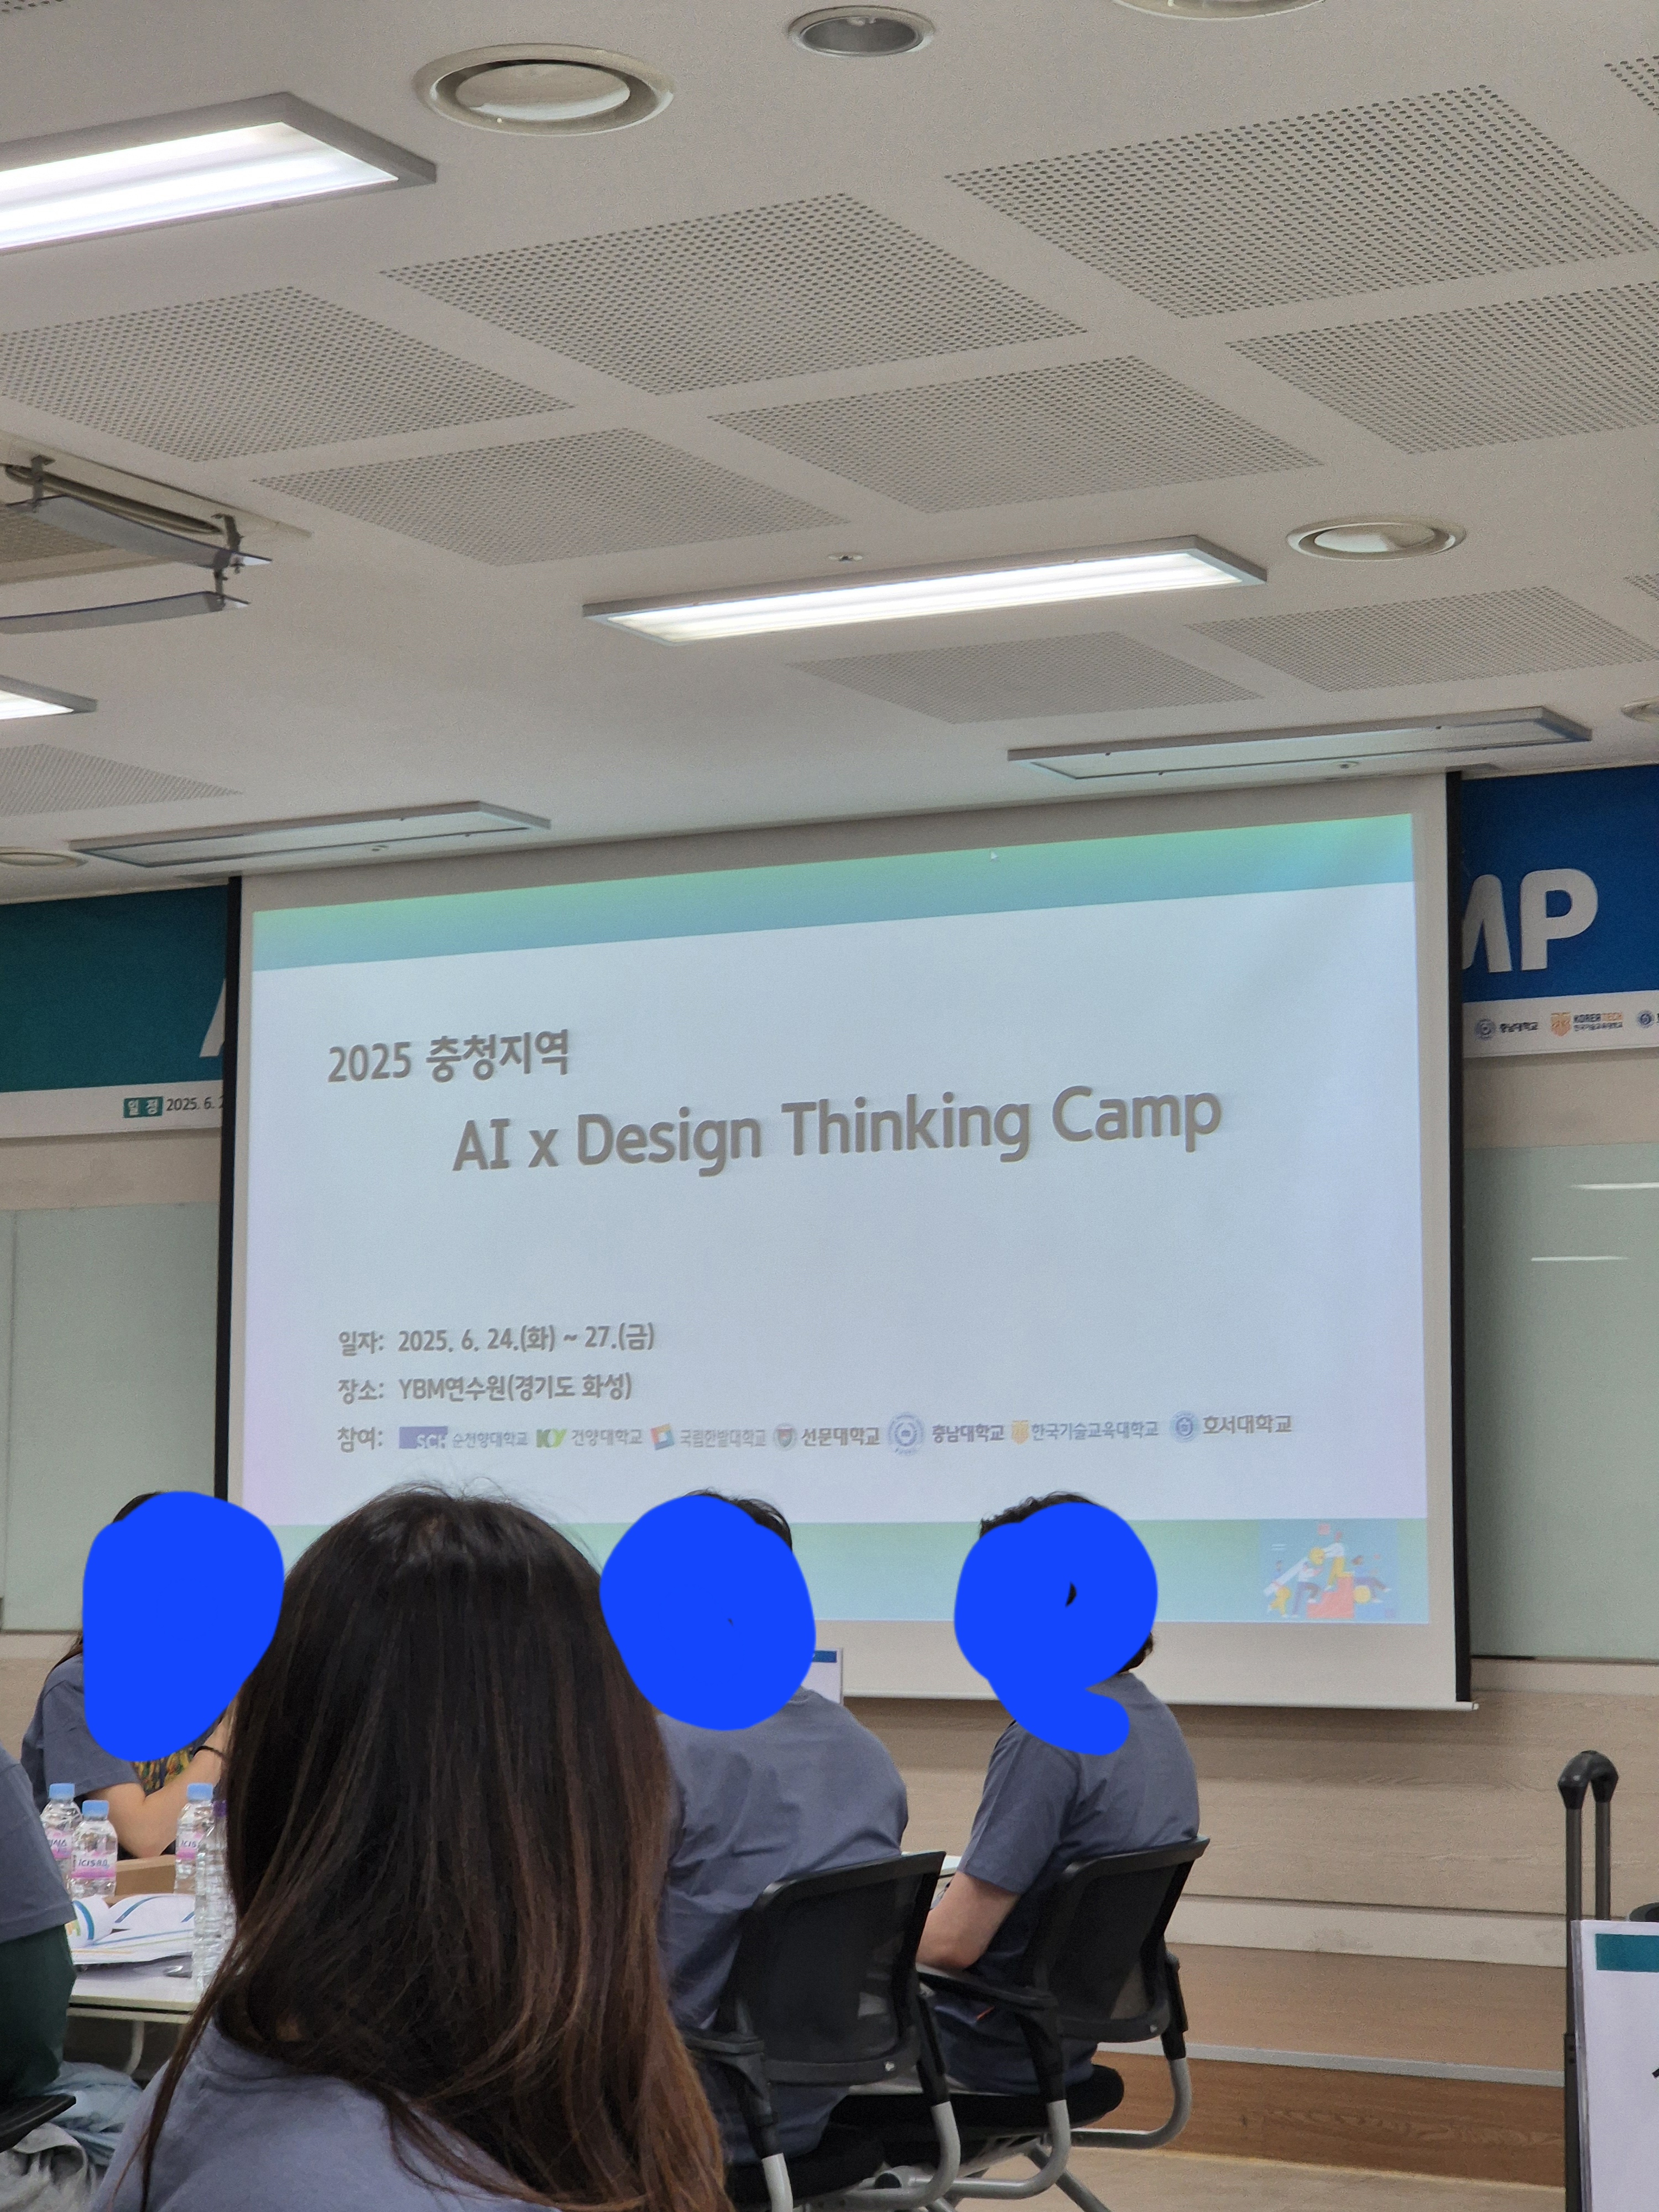 2025 충청지역
AI x Design Thinking Camp
일자: 2025. 6. 24.(화) ~ 27.(금)
장소: YBM연수원(경기도 화성)
참여: SCH 순천향대학교 KY 건양대학교 국립한밭대학교 선문대학교 충남대학교 한국기술교육대학교 호서대학교
MP
충남대학교 KOREATECH
한국기술교육대학교
일 정 2025. 6. 2
icis